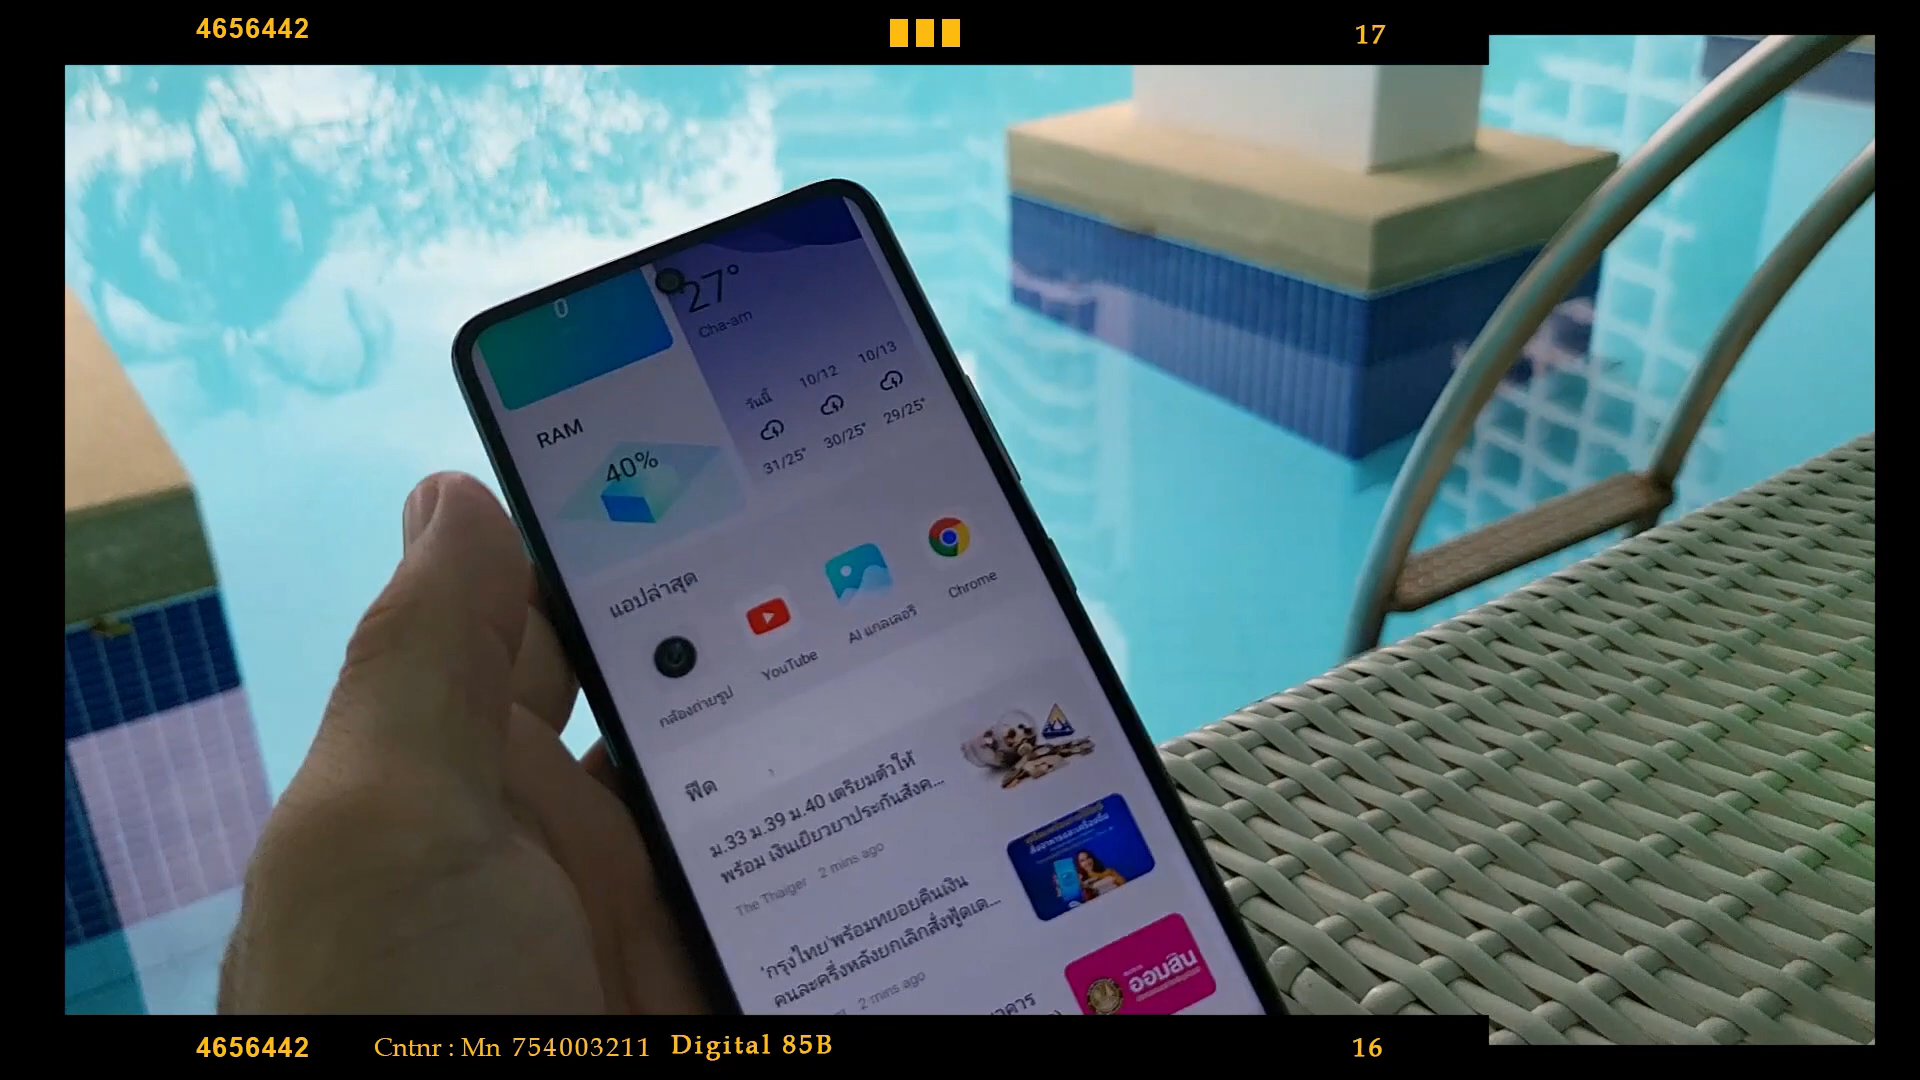 4656442
17
0
27°
Cha-am
RAM
40%
วันนี้ 10/12 10/13
31/25° 30/25° 29/25°
แอปล่าสุด
กล้องถ่ายรูป YouTube AI แกลเลอรี Chrome
ฟีด
ม.33 ม.39 ม.40 เตรียมตัวให้
พร้อม เงินเยียวยาประกันสังค...
The Thaiger 2 mins ago
'กรุงไทย'พร้อมทยอยคืนเงิน
คนละครึ่งหลังยกเลิกสั่งฟู้ดเด...
2 mins ago
ออมสิน
4656442 Cntnr : Mn 754003211 Digital 85B 16